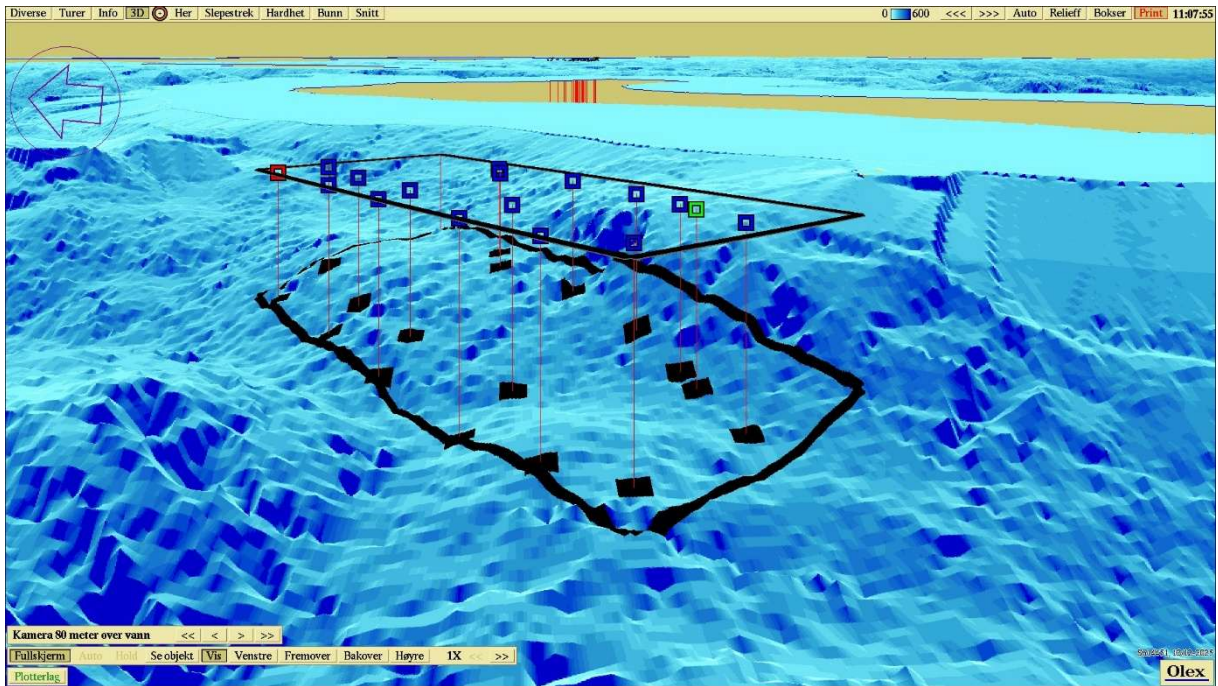 Diverse Turer Info 3D Her Slepestrek Hardhet Bunn Snitt 0 600 <<< >>> Auto Relieff Bokser Print 11:07:55
Kamera 80 meter over vann << < > >>
Fullskjerm Auto Hold Se objekt Vis Venstre Fremover Bakover Høyre 1X << >>
Plotterlag
Olex